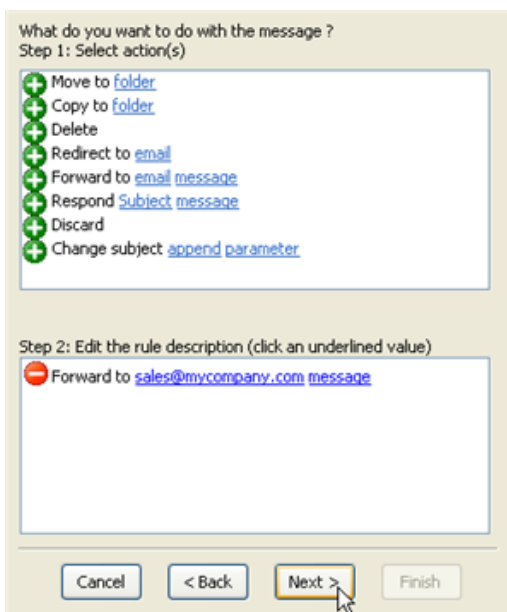 What do you want to do with the message ?
Step 1: Select action(s)
Move to folder
Copy to folder
Delete
Redirect to email
Forward to email message
Respond Subject message
Discard
Change subject append parameter
Step 2: Edit the rule description (click an underlined value)
Forward to sales@mycompany.com message
Cancel < Back Next > Finish